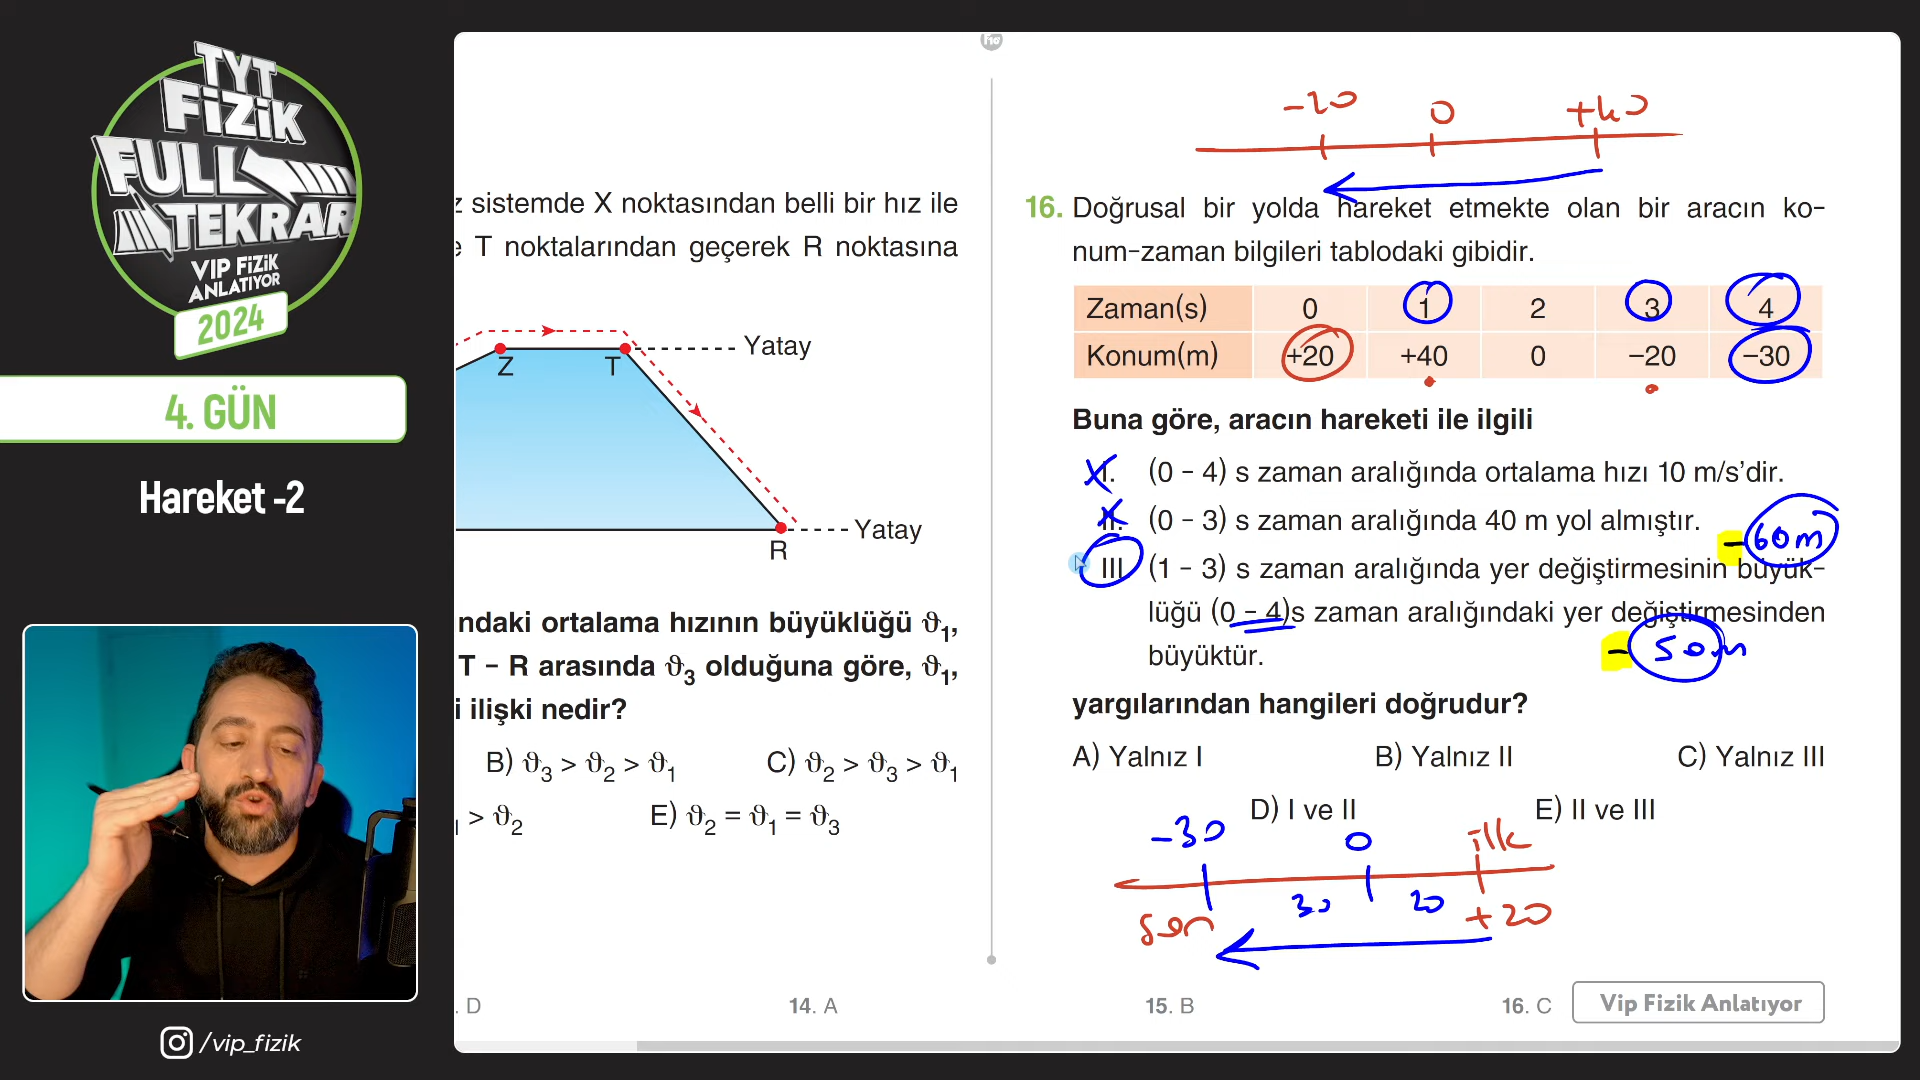 TYT
FİZİK
FULL
TEKRAR
VIP FİZİK
ANLATIYOR
2024
4. GÜN
Hareket -2
/vip_fizik
z sistemde X noktasından belli bir hız ile
e T noktalarından geçerek R noktasına
Z
T
Yatay
R
Yatay
ndaki ortalama hızının büyüklüğü ϑ1,
T – R arasında ϑ3 olduğuna göre, ϑ1,
i ilişki nedir?
B) ϑ3 > ϑ2 > ϑ1 C) ϑ2 > ϑ3 > ϑ1
> ϑ2 E) ϑ2 = ϑ1 = ϑ3
-20 0 +40
16. Doğrusal bir yolda hareket etmekte olan bir aracın ko-
num-zaman bilgileri tablodaki gibidir.
Zaman(s) 0 1 2 3 4
Konum(m) +20 +40 0 -20 -30
Buna göre, aracın hareketi ile ilgili
I. (0 – 4) s zaman aralığında ortalama hızı 10 m/s'dir.
II. (0 – 3) s zaman aralığında 40 m yol almıştır.
-60m
III. (1 – 3) s zaman aralığında yer değiştirmesinin büyük-
lüğü (0 – 4)s zaman aralığındaki yer değiştirmesinden
büyüktür.
-50m
yargılarından hangileri doğrudur?
A) Yalnız I B) Yalnız II C) Yalnız III
D) I ve II E) II ve III
-30 0 ilk
30 20
son +20
. D 14. A 15. B 16. C
Vip Fizik Anlatıyor